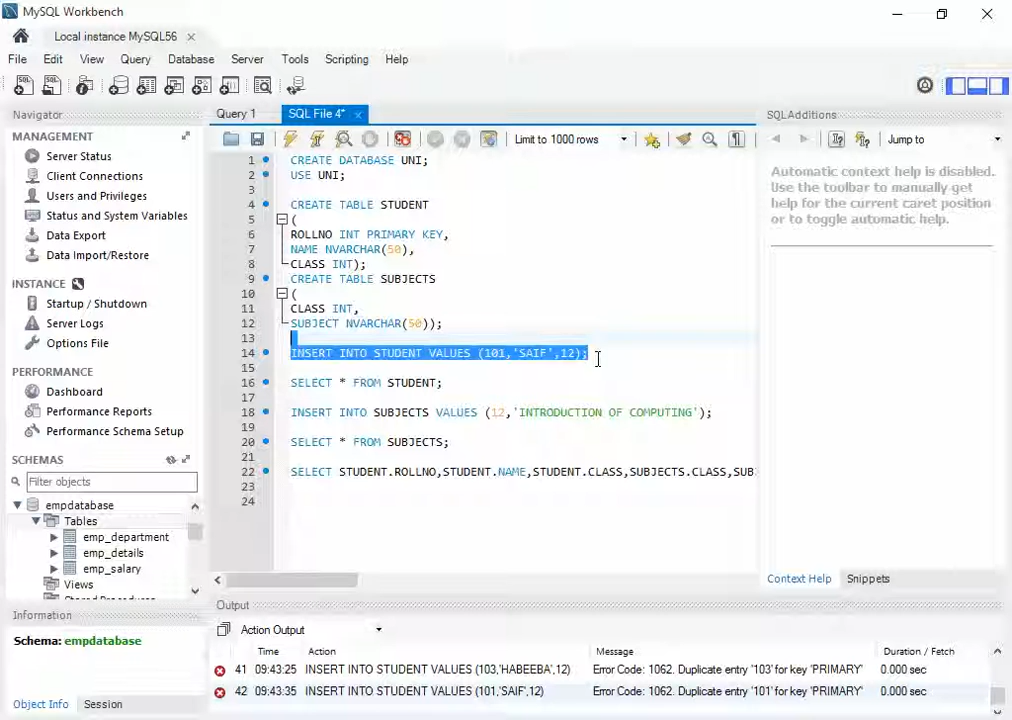 MySQL Workbench
Local instance MySQL56
File Edit View Query Database Server Tools Scripting Help
Navigator
MANAGEMENT
Server Status
Client Connections
Users and Privileges
Status and System Variables
Data Export
Data Import/Restore
INSTANCE
Startup / Shutdown
Server Logs
Options File
PERFORMANCE
Dashboard
Performance Reports
Performance Schema Setup
SCHEMAS
Filter objects
empdatabase
Tables
emp_department
emp_details
emp_salary
Views
Information
Schema: empdatabase
Object Info Session
Query 1 SQL File 4*
Limit to 1000 rows
1 CREATE DATABASE UNI;
2 USE UNI;
3
4 CREATE TABLE STUDENT
5 (
6 ROLLNO INT PRIMARY KEY,
7 NAME NVARCHAR(50),
8 CLASS INT);
9 CREATE TABLE SUBJECTS
10 (
11 CLASS INT,
12 SUBJECT NVARCHAR(50));
13
14 INSERT INTO STUDENT VALUES (101,'SAIF',12);
15
16 SELECT * FROM STUDENT;
17
18 INSERT INTO SUBJECTS VALUES (12,'INTRODUCTION OF COMPUTING');
19
20 SELECT * FROM SUBJECTS;
21
22 SELECT STUDENT.ROLLNO,STUDENT.NAME,STUDENT.CLASS,SUBJECTS.CLASS,SUB
23
24
SQLAdditions
Jump to
Automatic context help is disabled.
Use the toolbar to manually get
help for the current caret position
or to toggle automatic help.
Context Help Snippets
Output
Action Output
Time Action Message Duration / Fetch
41 09:43:25 INSERT INTO STUDENT VALUES (103,'HABEEBA',12) Error Code: 1062. Duplicate entry '103' for key 'PRIMARY' 0.000 sec
42 09:43:35 INSERT INTO STUDENT VALUES (101,'SAIF',12) Error Code: 1062. Duplicate entry '101' for key 'PRIMARY' 0.000 sec